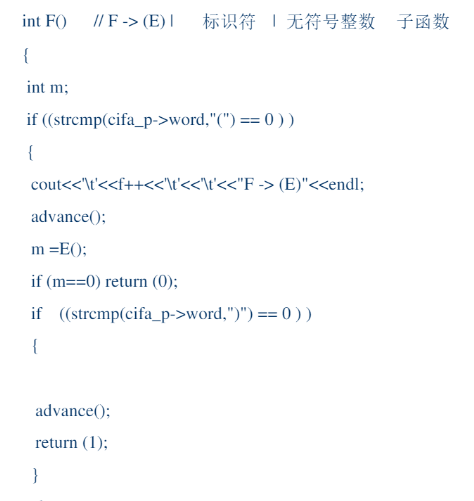 int F() // F -> (E) | 标识符 | 无符号整数 子函数
{
int m;
if ((strcmp(cifa_p->word,"(") == 0 ) )
{
cout<<'\t'<<f++<<'\t'<<'\t'<<"F -> (E)"<<endl;
advance();
m =E();
if (m==0) return (0);
if ((strcmp(cifa_p->word,")") == 0 ) )
{
advance();
return (1);
}